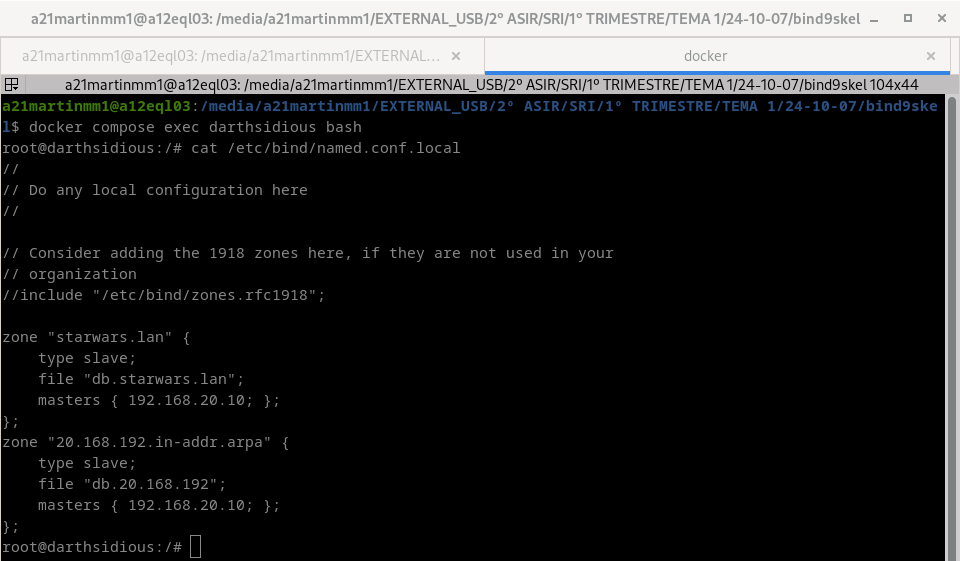 a21martinmm1@a12eql03: /media/a21martinmm1/EXTERNAL_USB/2º ASIR/SRI/1º TRIMESTRE/TEMA 1/24-10-07/bind9skel
a21martinmm1@a12eql03: /media/a21martinmm1/EXTERNAL... docker
a21martinmm1@a12eql03: /media/a21martinmm1/EXTERNAL_USB/2º ASIR/SRI/1º TRIMESTRE/TEMA 1/24-10-07/bind9skel 104x44
a21martinmm1@a12eql03:/media/a21martinmm1/EXTERNAL_USB/2º ASIR/SRI/1º TRIMESTRE/TEMA 1/24-10-07/bind9ske
l$ docker compose exec darthsidious bash
root@darthsidious:/# cat /etc/bind/named.conf.local
//
// Do any local configuration here
//
// Consider adding the 1918 zones here, if they are not used in your
// organization
//include "/etc/bind/zones.rfc1918";
zone "starwars.lan" {
    type slave;
    file "db.starwars.lan";
    masters { 192.168.20.10; };
};
zone "20.168.192.in-addr.arpa" {
    type slave;
    file "db.20.168.192";
    masters { 192.168.20.10; };
};
root@darthsidious:/#